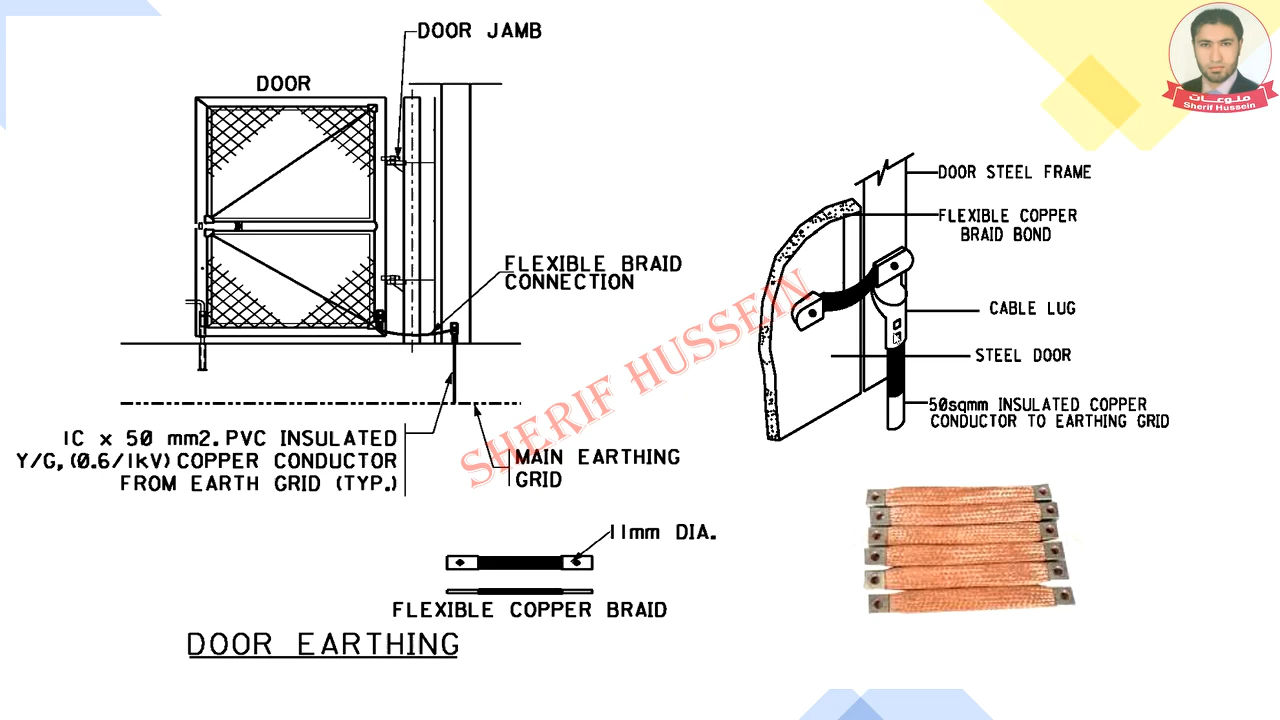 DOOR JAMB
DOOR
FLEXIBLE BRAID
CONNECTION
1C x 50 mm2.PVC INSULATED
Y/G,(0.6/1kV) COPPER CONDUCTOR
FROM EARTH GRID (TYP.)
MAIN EARTHING
GRID
11mm DIA.
FLEXIBLE COPPER BRAID
DOOR EARTHING
DOOR STEEL FRAME
FLEXIBLE COPPER
BRAID BOND
CABLE LUG
STEEL DOOR
50sqmm INSULATED COPPER
CONDUCTOR TO EARTHING GRID
SHERIF HUSSEIN
منوعات
Sherif Hussein